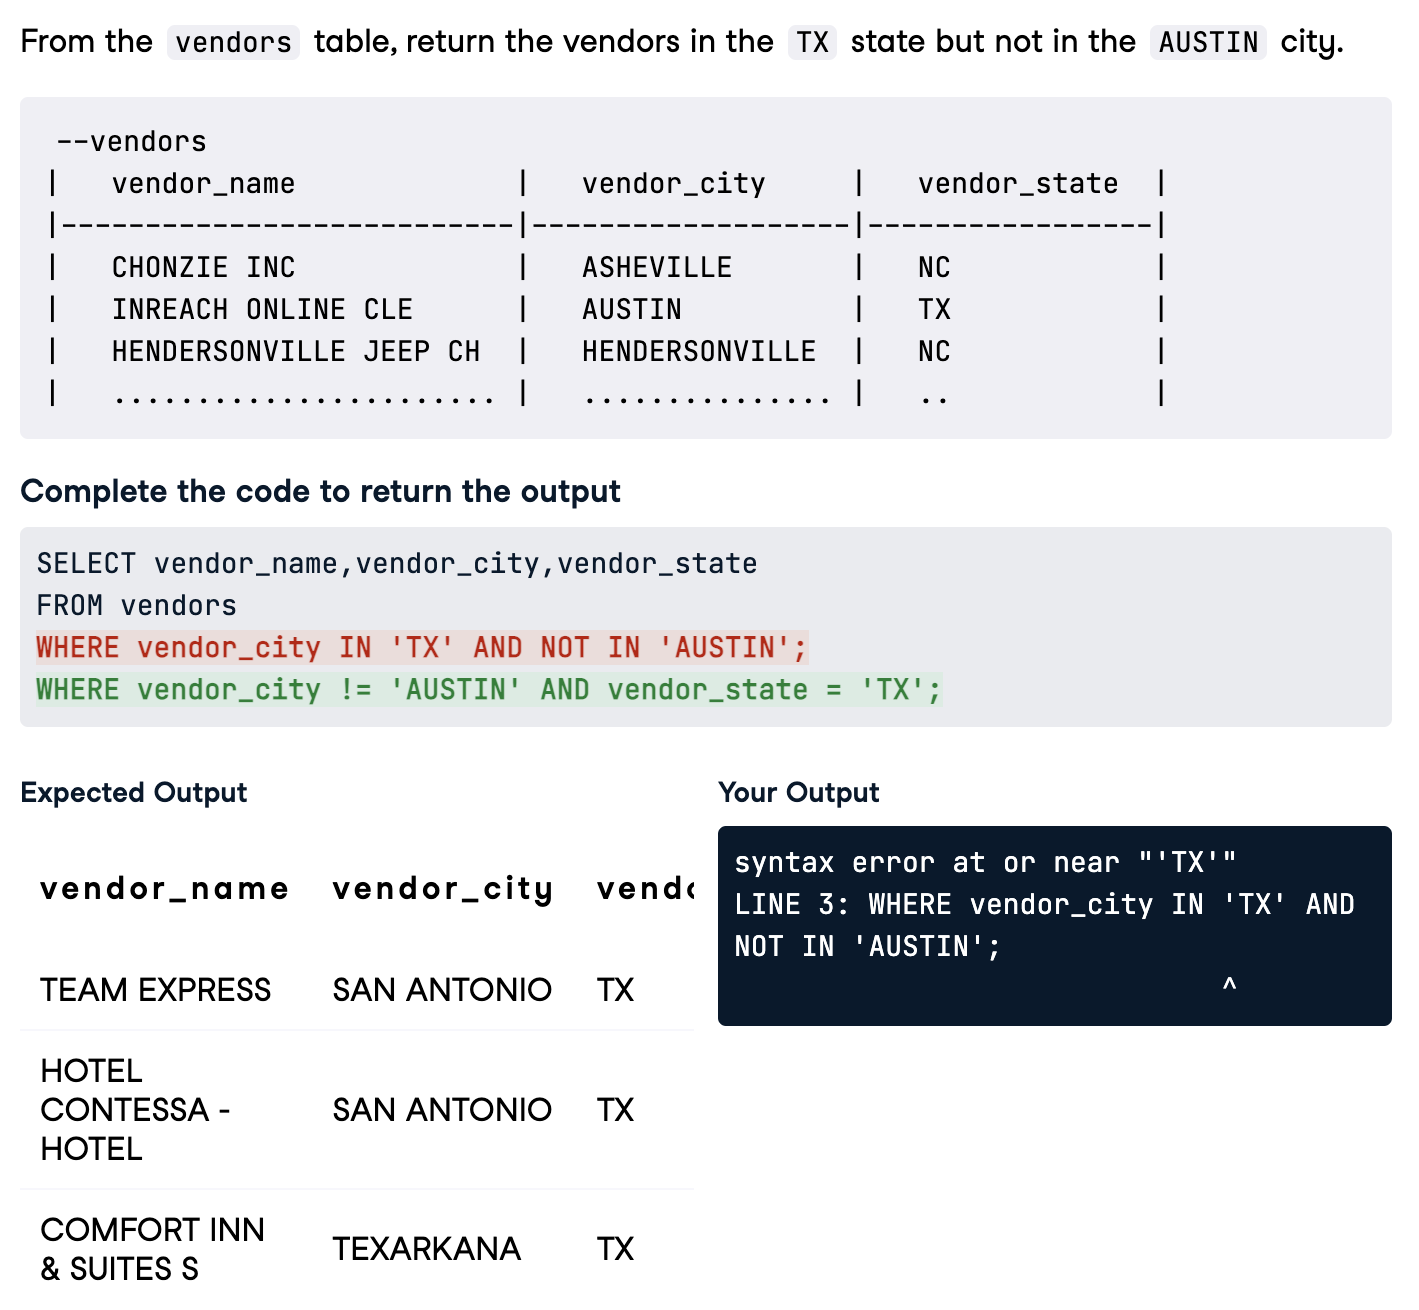 From the vendors table, return the vendors in the TX state but not in the AUSTIN city.
--vendors
|   vendor_name             |   vendor_city     |   vendor_state  |
|---------------------------|-------------------|-----------------|
|   CHONZIE INC             |   ASHEVILLE       |   NC            |
|   INREACH ONLINE CLE      |   AUSTIN          |   TX            |
|   HENDERSONVILLE JEEP CH  |   HENDERSONVILLE  |   NC            |
|   ....................... |   ............... |   ..            |
Complete the code to return the output
SELECT vendor_name,vendor_city,vendor_state
FROM vendors
WHERE vendor_city IN 'TX' AND NOT IN 'AUSTIN';
WHERE vendor_city != 'AUSTIN' AND vendor_state = 'TX';
Expected Output
vendor_name vendor_city
TEAM EXPRESS SAN ANTONIO TX
HOTEL
CONTESSA - SAN ANTONIO TX
HOTEL
COMFORT INN
& SUITES S TEXARKANA TX
Your Output
syntax error at or near "'TX'"
LINE 3: WHERE vendor_city IN 'TX' AND
NOT IN 'AUSTIN';
^